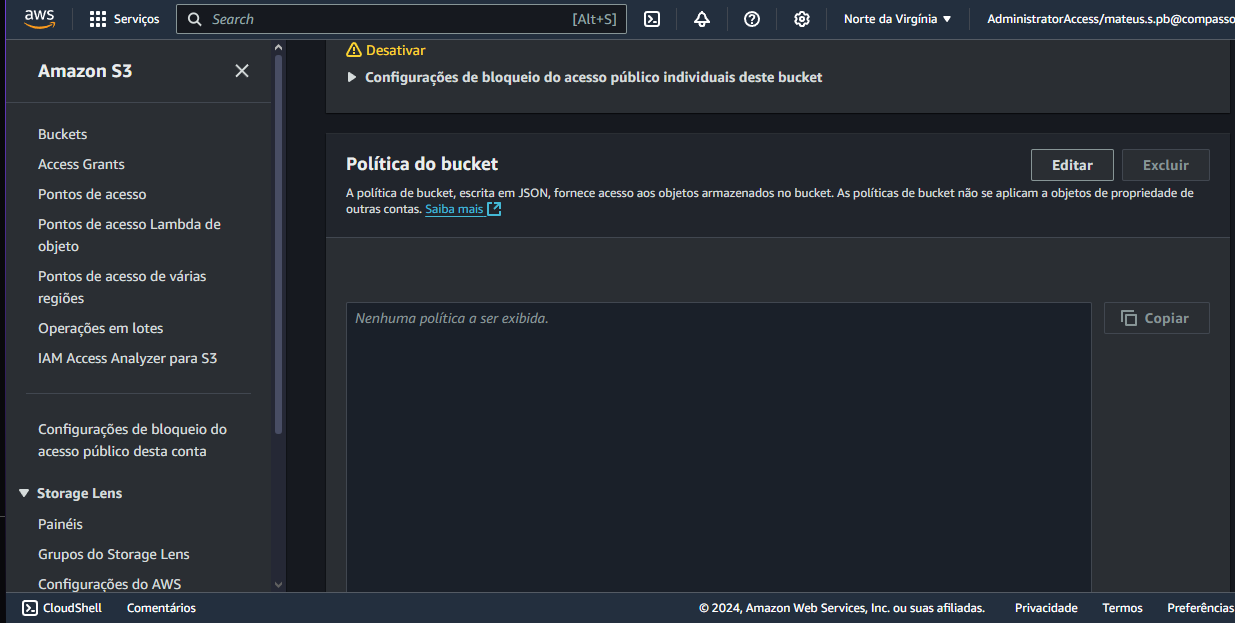 aws
Serviços
Search
[Alt+S]
Norte da Virgínia
AdministratorAccess/mateus.s.pb@compasso
Amazon S3
Buckets
Access Grants
Pontos de acesso
Pontos de acesso Lambda de
objeto
Pontos de acesso de várias
regiões
Operações em lotes
IAM Access Analyzer para S3
Configurações de bloqueio do
acesso público desta conta
Storage Lens
Painéis
Grupos do Storage Lens
Configurações do AWS
Desativar
Configurações de bloqueio do acesso público individuais deste bucket
Política do bucket
Editar
Excluir
A política de bucket, escrita em JSON, fornece acesso aos objetos armazenados no bucket. As políticas de bucket não se aplicam a objetos de propriedade de
outras contas. Saiba mais
Nenhuma política a ser exibida.
Copiar
CloudShell
Comentários
© 2024, Amazon Web Services, Inc. ou suas afiliadas.
Privacidade
Termos
Preferências